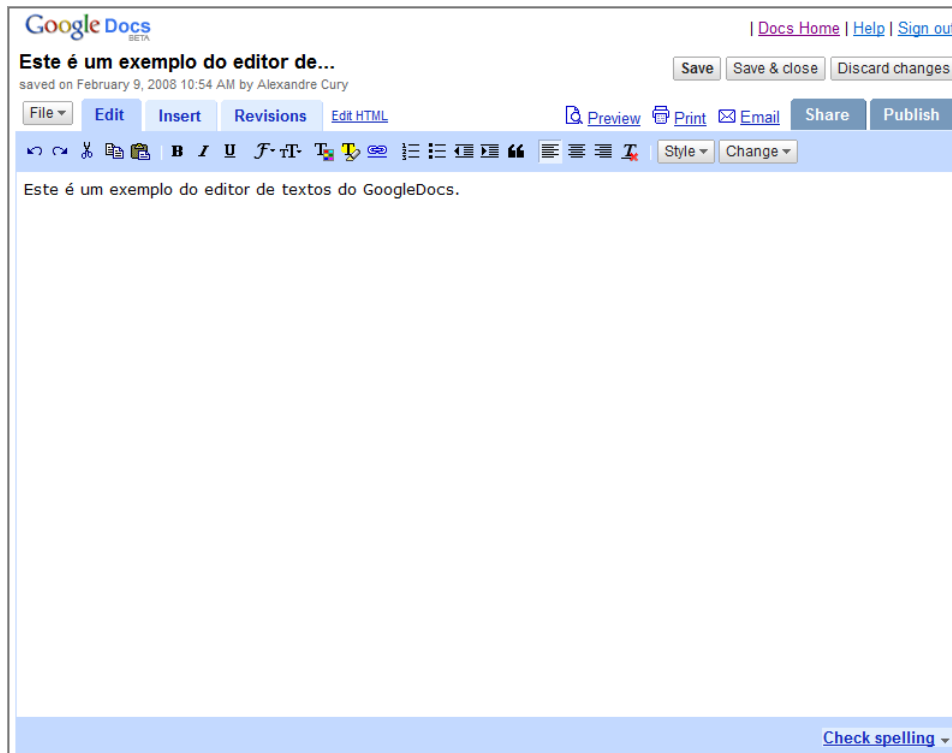 Google Docs
BETA
| Docs Home | Help | Sign out
Este é um exemplo do editor de...
saved on February 9, 2008 10:54 AM by Alexandre Cury
Save Save & close Discard changes
File Edit Insert Revisions Edit HTML Preview Print Email Share Publish
B I U F T T Style Change
Este é um exemplo do editor de textos do GoogleDocs.
Check spelling